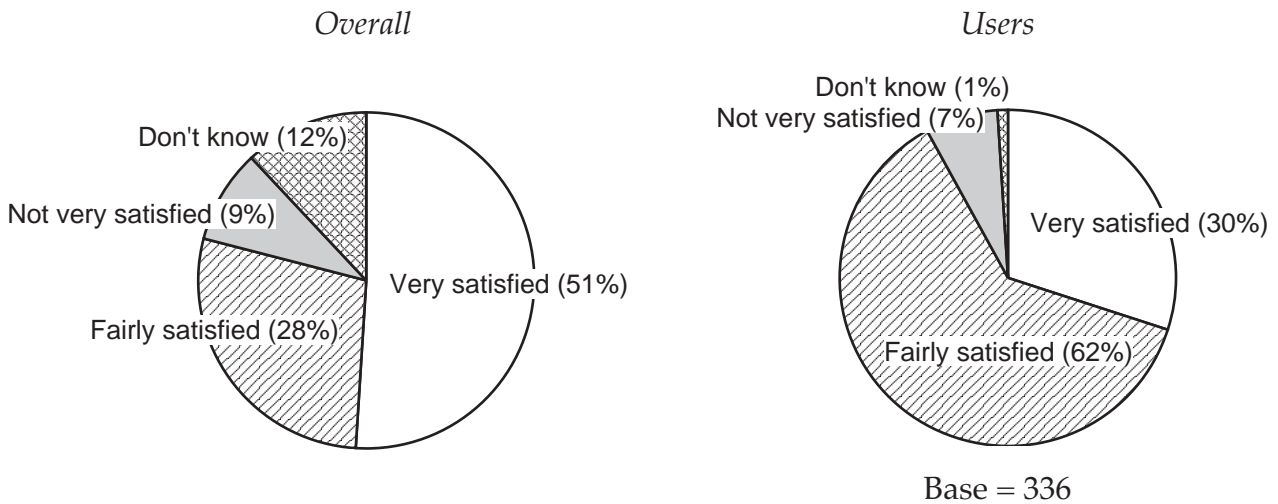 Overall
Don't know (12%)
Not very satisfied (9%)
Very satisfied (51%)
Fairly satisfied (28%)
Users
Don't know (1%)
Not very satisfied (7%)
Very satisfied (30%)
Fairly satisfied (62%)
Base = 336